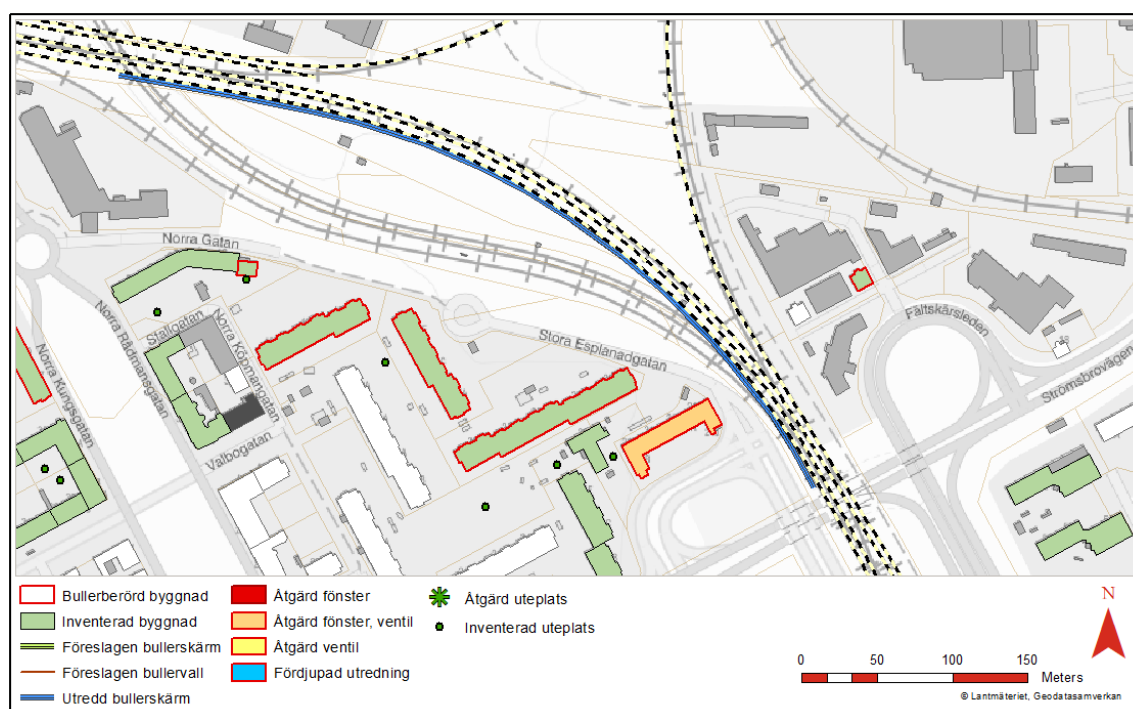 Norra Gatan
Stallgatan
Norra Köpmangatan
Norra Rådmansgatan
Norra Kungsgatan
Valbogatan
Stora Esplanadgatan
Fältskärsleden
Strömsbrovägen
Bullerberörd byggnad
Inventerad byggnad
Föreslagen bullerskärm
Föreslagen bullervall
Utredd bullerskärm
Åtgärd fönster
Åtgärd fönster, ventil
Åtgärd ventil
Fördjupad utredning
Åtgärd uteplats
Inventerad uteplats
N
0 50 100 150
Meters
© Lantmäteriet, Geodatasamverkan